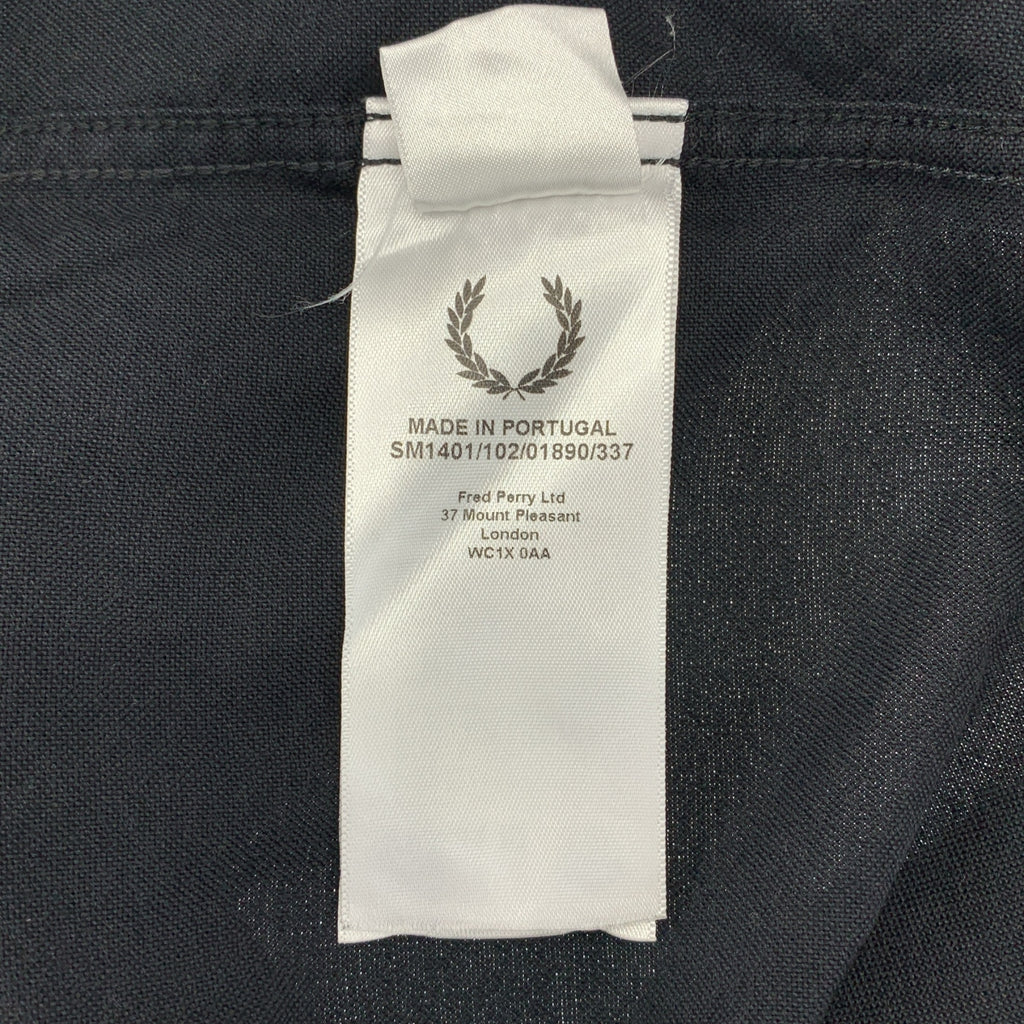 MADE IN PORTUGAL
SM1401/102/01890/337
Fred Perry Ltd
37 Mount Pleasant
London
WC1X 0AA